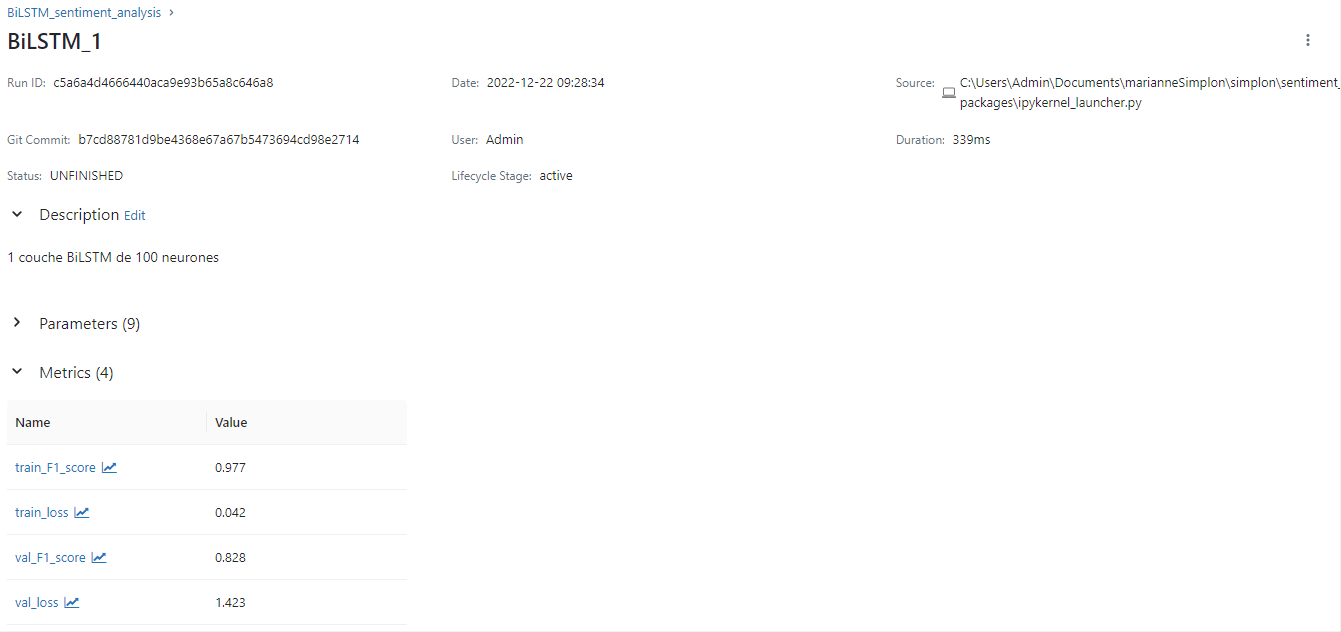 BiLSTM_sentiment_analysis >
BiLSTM_1
Run ID: c5a6a4d4666440aca9e93b65a8c646a8
Date: 2022-12-22 09:28:34
Source: C:\Users\Admin\Documents\marianneSimplon\simplon\sentiment_
packages\ipykernel_launcher.py
Git Commit: b7cd88781d9be4368e67a67b5473694cd98e2714
User: Admin
Duration: 339ms
Status: UNFINISHED
Lifecycle Stage: active
Description Edit
1 couche BiLSTM de 100 neurones
Parameters (9)
Metrics (4)
Name Value
train_F1_score 0.977
train_loss 0.042
val_F1_score 0.828
val_loss 1.423